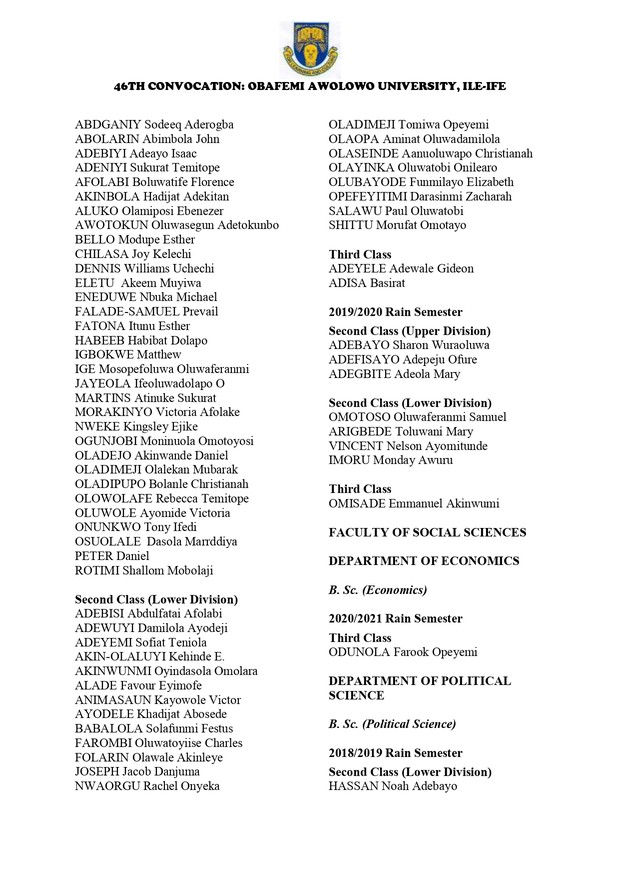 46TH CONVOCATION: OBAFEMI AWOLOWO UNIVERSITY, ILE-IFE
ABDGANIY Sodeeq Aderogba
ABOLARIN Abimbola John
ADEBIYI Adeayo Isaac
ADENIYI Sukurat Temitope
AFOLABI Boluwatife Florence
AKINBOLA Hadijat Adekitan
ALUKO Olamiposi Ebenezer
AWOTOKUN Oluwasegun Adetokunbo
BELLO Modupe Esther
CHILASA Joy Kelechi
DENNIS Williams Uchechi
ELETU  Akeem Muyiwa
ENEDUWE Nbuka Michael
FALADE-SAMUEL Prevail
FATONA Itunu Esther
HABEEB Habibat Dolapo
IGBOKWE Matthew
IGE Mosopefoluwa Oluwaferanmi
JAYEOLA Ifeoluwadolapo O
MARTINS Atinuke Sukurat
MORAKINYO Victoria Afolake
NWEKE Kingsley Ejike
OGUNJOBI Moninuola Omotoyosi
OLADEJO Akinwande Daniel
OLADIMEJI Olalekan Mubarak
OLADIPUPO Bolanle Christianah
OLOWOLAFE Rebecca Temitope
OLUWOLE Ayomide Victoria
ONUNKWO Tony Ifedi
OSUOLALE  Dasola Marrddiya
PETER Daniel
ROTIMI Shallom Mobolaji
Second Class (Lower Division)
ADEBISI Abdulfatai Afolabi
ADEWUYI Damilola Ayodeji
ADEYEMI Sofiat Teniola
AKIN-OLALUYI Kehinde E.
AKINWUNMI Oyindasola Omolara
ALADE Favour Eyimofe
ANIMASAUN Kayowole Victor
AYODELE Khadijat Abosede
BABALOLA Solafunmi Festus
FAROMBI Oluwatoyiise Charles
FOLARIN Olawale Akinleye
JOSEPH Jacob Danjuma
NWAORGU Rachel Onyeka
OLADIMEJI Tomiwa Opeyemi
OLAOPA Aminat Oluwadamilola
OLASEINDE Aanuoluwapo Christianah
OLAYINKA Oluwatobi Onilearo
OLUBAYODE Funmilayo Elizabeth
OPEFEYITIMI Darasinmi Zacharah
SALAWU Paul Oluwatobi
SHITTU Morufat Omotayo
Third Class
ADEYELE Adewale Gideon
ADISA Basirat
2019/2020 Rain Semester
Second Class (Upper Division)
ADEBAYO Sharon Wuraoluwa
ADEFISAYO Adepeju Ofure
ADEGBITE Adeola Mary
Second Class (Lower Division)
OMOTOSO Oluwaferanmi Samuel
ARIGBEDE Toluwani Mary
VINCENT Nelson Ayomitunde
IMORU Monday Awuru
Third Class
OMISADE Emmanuel Akinwumi
FACULTY OF SOCIAL SCIENCES
DEPARTMENT OF ECONOMICS
B. Sc. (Economics)
2020/2021 Rain Semester
Third Class
ODUNOLA Farook Opeyemi
DEPARTMENT OF POLITICAL
SCIENCE
B. Sc. (Political Science)
2018/2019 Rain Semester
Second Class (Lower Division)
HASSAN Noah Adebayo